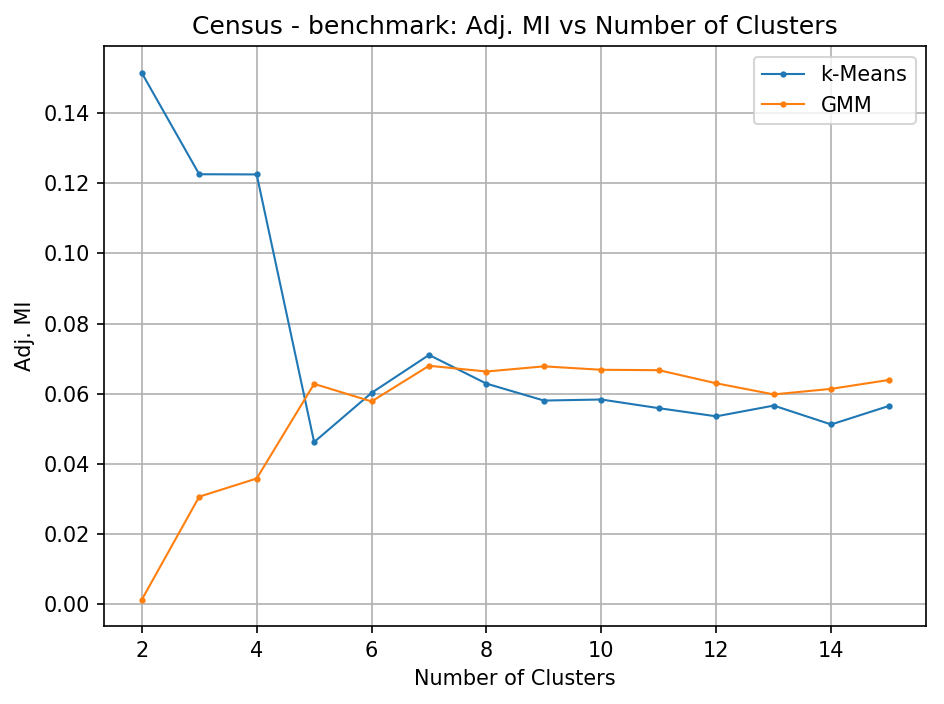 Census - benchmark: Adj. MI vs Number of Clusters
k-Means
GMM
Adj. MI
0.14
0.12
0.10
0.08
0.06
0.04
0.02
0.00
2 4 6 8 10 12 14
Number of Clusters